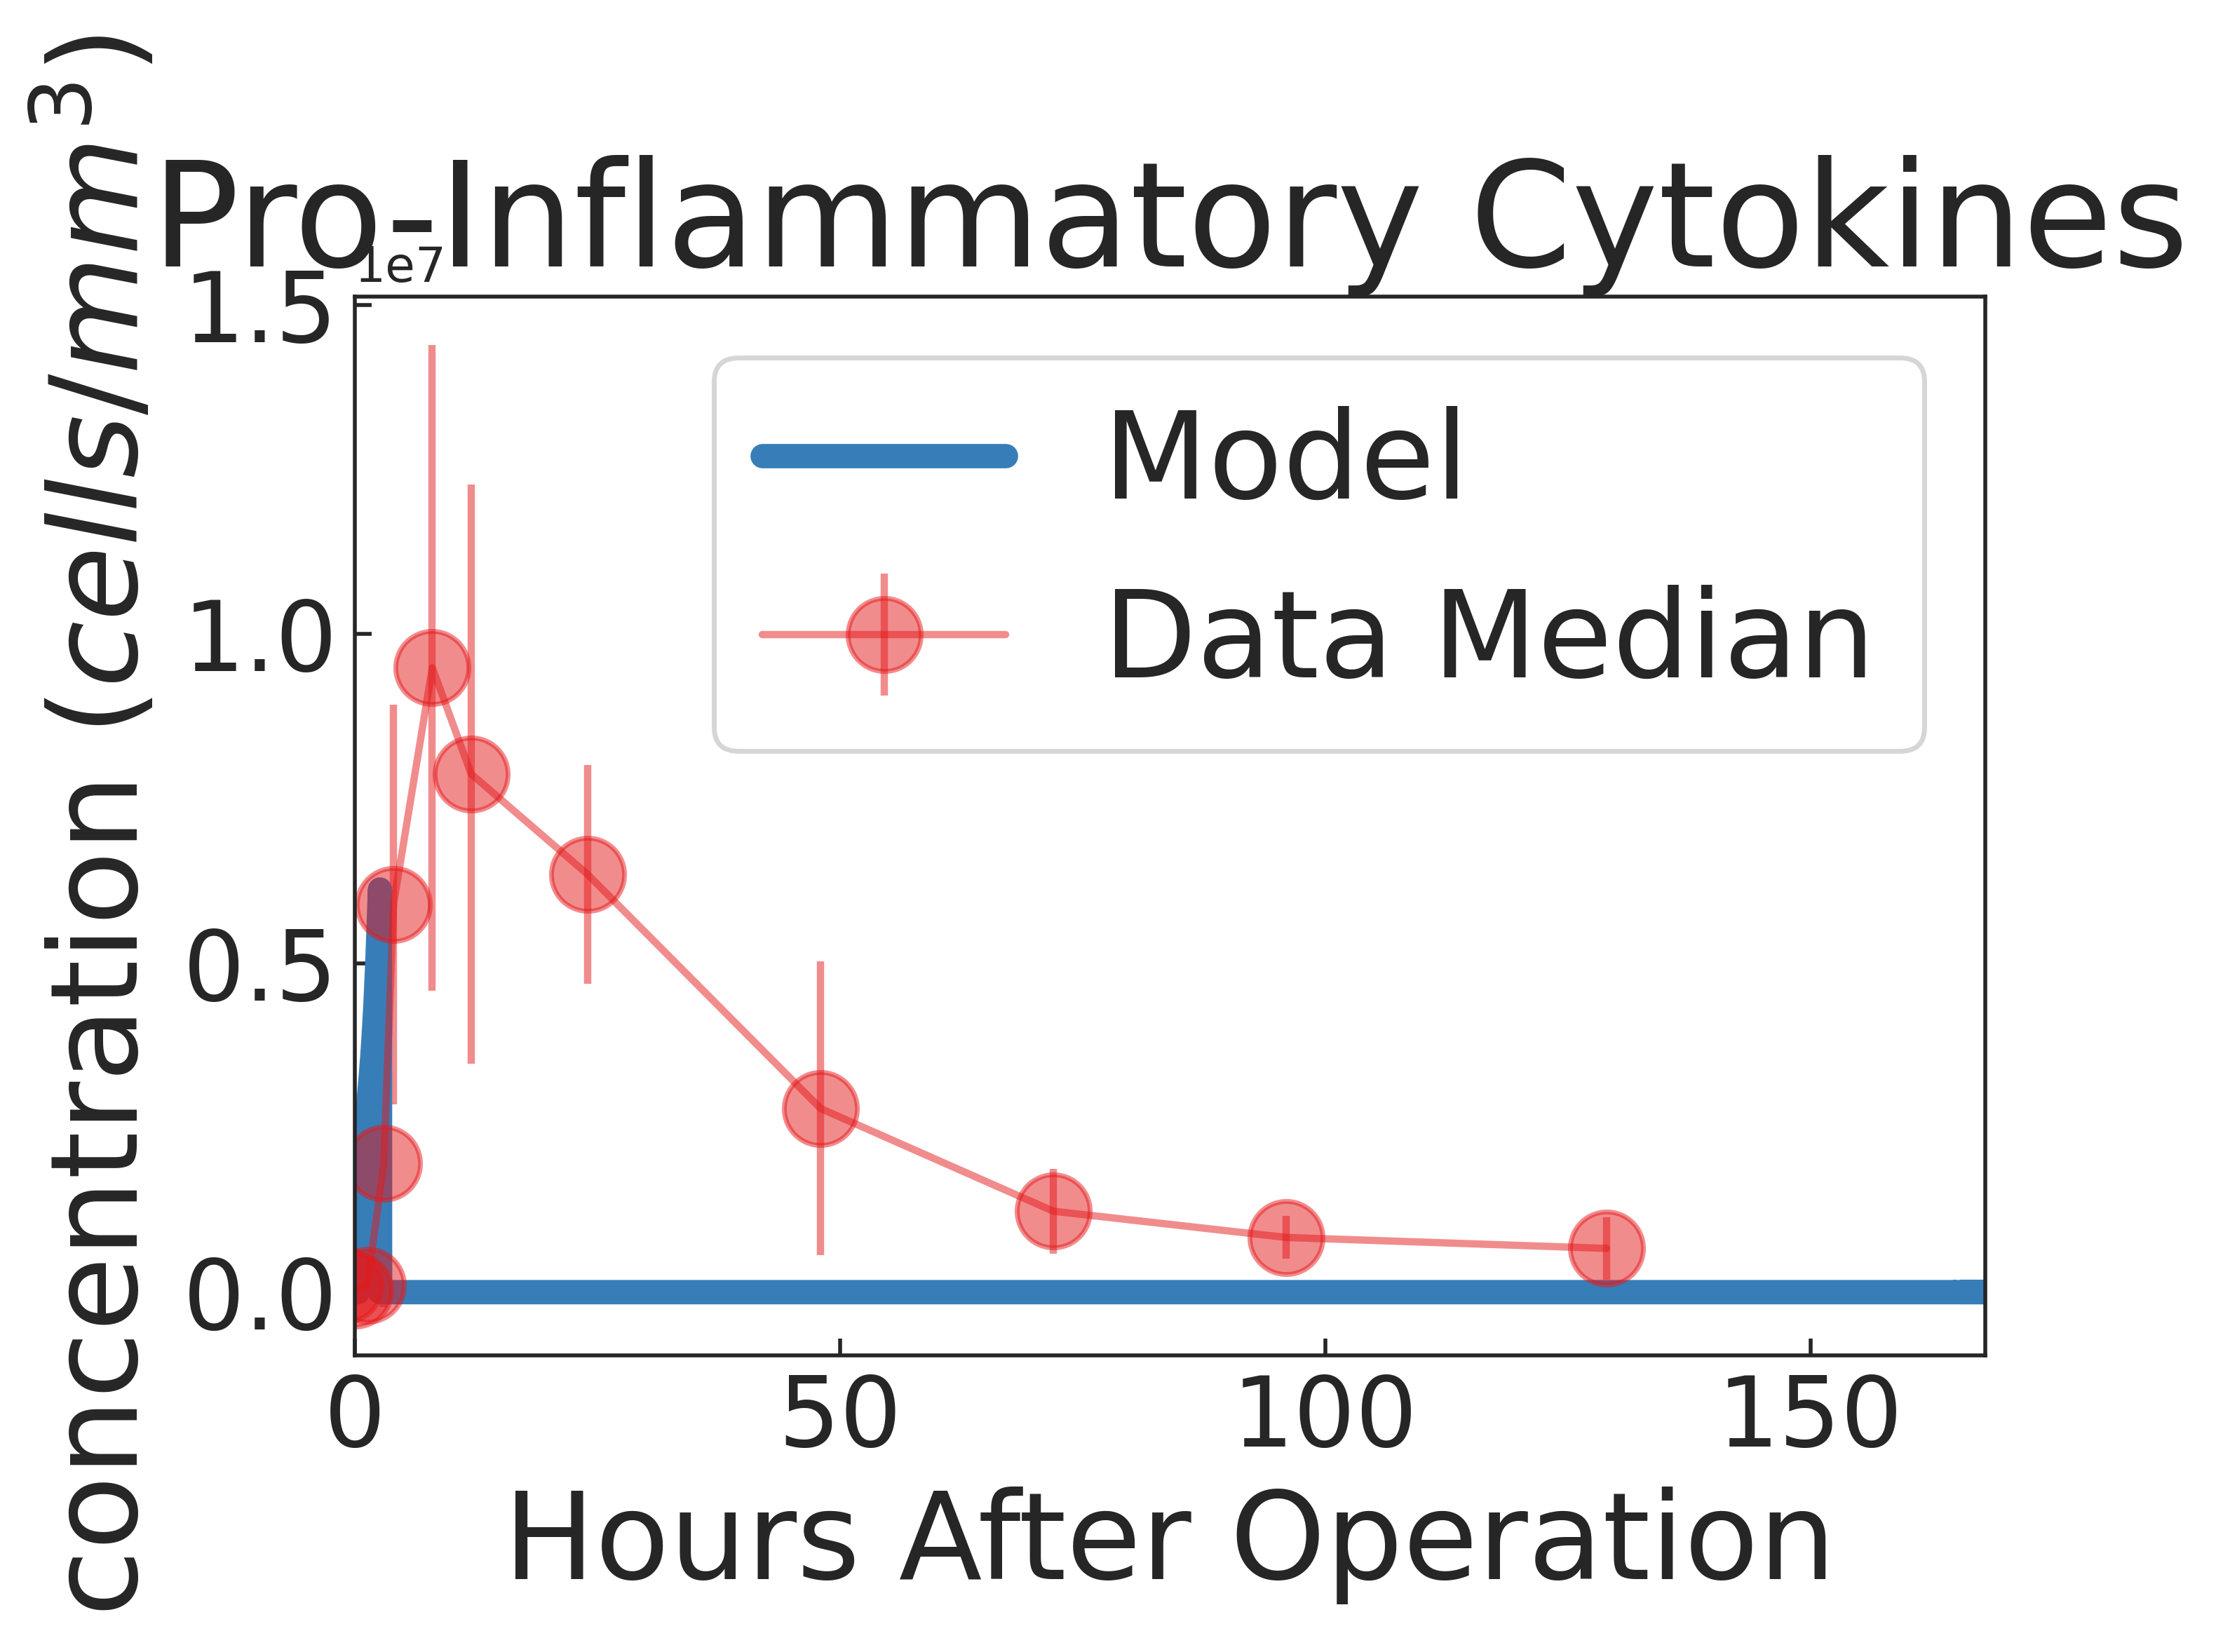 Pro-Inflammatory Cytokines
1e7
concentration (cells/mm³)
1.5
1.0
0.5
0.0
Model
Data Median
0 50 100 150
Hours After Operation